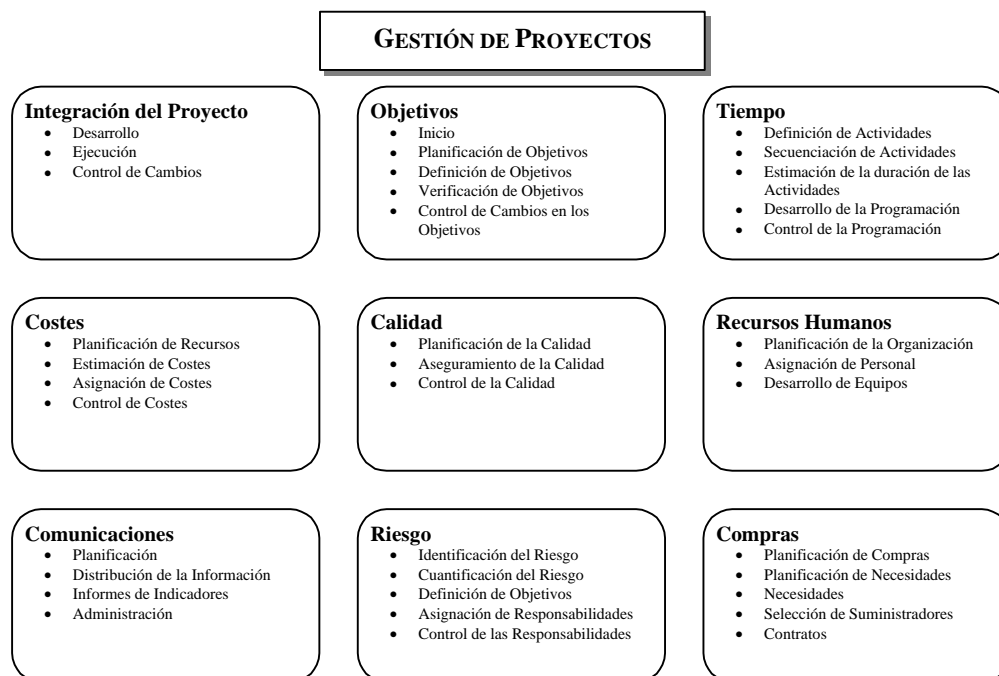 GESTIÓN DE PROYECTOS
Integración del Proyecto
• Desarrollo
• Ejecución
• Control de Cambios
Objetivos
• Inicio
• Planificación de Objetivos
• Definición de Objetivos
• Verificación de Objetivos
• Control de Cambios en los
Objetivos
Tiempo
• Definición de Actividades
• Secuenciación de Actividades
• Estimación de la duración de las
Actividades
• Desarrollo de la Programación
• Control de la Programación
Costes
• Planificación de Recursos
• Estimación de Costes
• Asignación de Costes
• Control de Costes
Calidad
• Planificación de la Calidad
• Aseguramiento de la Calidad
• Control de la Calidad
Recursos Humanos
• Planificación de la Organización
• Asignación de Personal
• Desarrollo de Equipos
Comunicaciones
• Planificación
• Distribución de la Información
• Informes de Indicadores
• Administración
Riesgo
• Identificación del Riesgo
• Cuantificación del Riesgo
• Definición de Objetivos
• Asignación de Responsabilidades
• Control de las Responsabilidades
Compras
• Planificación de Compras
• Planificación de Necesidades
• Necesidades
• Selección de Suministradores
• Contratos